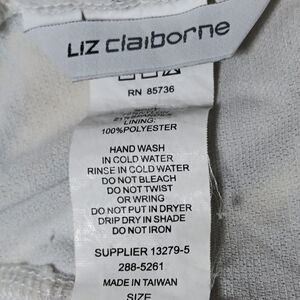 LIZ claiborne
RN 85736
LINING:
100%POLYESTER
HAND WASH
IN COLD WATER
RINSE IN COLD WATER
DO NOT BLEACH
DO NOT TWIST
OR WRING
DO NOT PUT IN DRYER
DRIP DRY IN SHADE
DO NOT IRON
SUPPLIER 13279-5
288-5261
MADE IN TAIWAN
SIZE